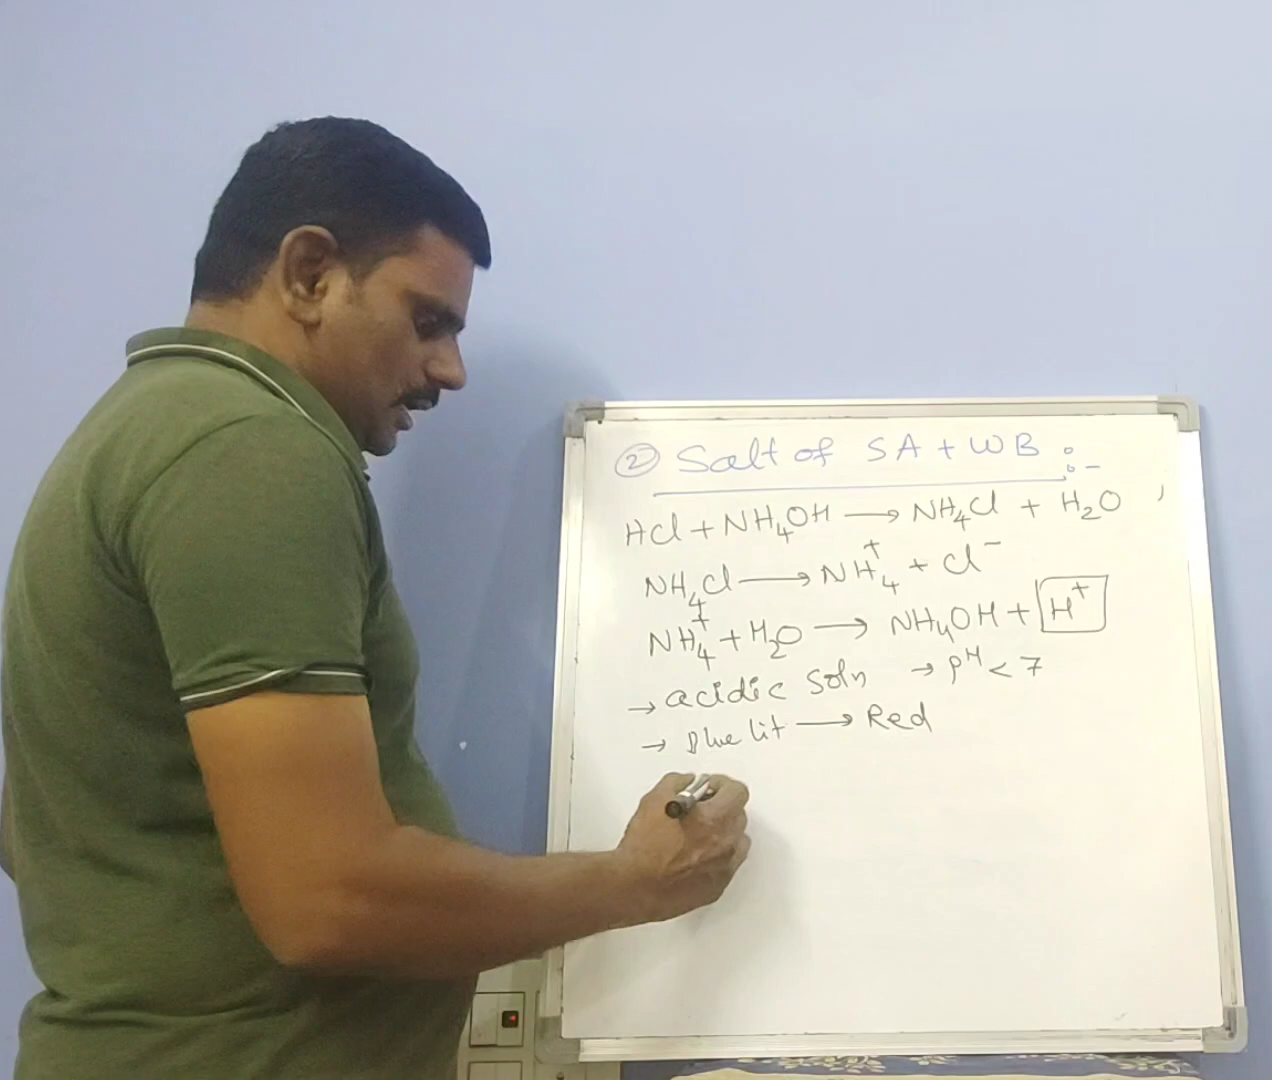 ② Salt of SA + WB :-
HCl + NH₄OH → NH₄Cl + H₂O
NH₄Cl → NH₄⁺ + Cl⁻
NH₄⁺ + H₂O → NH₄OH + H⁺
→ acidic soln → pH < 7
→ Blue lit → Red